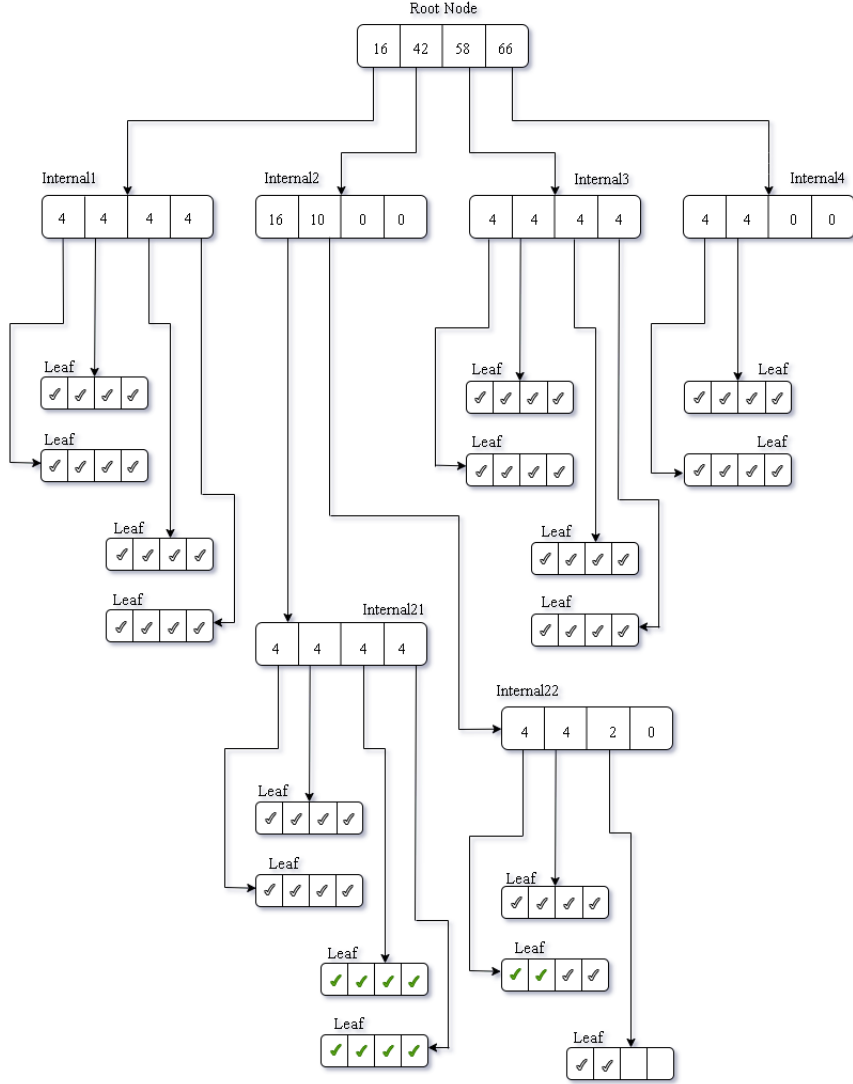 Root Node
16 42 58 66
Internal1 Internal2 Internal3 Internal4
4 4 4 4
16 10 0 0
4 4 4 4
4 4 0 0
Leaf Leaf Leaf
Leaf Leaf Leaf
Leaf Leaf
Leaf Leaf
Internal21
4 4 4 4
Internal22
4 4 2 0
Leaf
Leaf Leaf
Leaf Leaf
Leaf Leaf